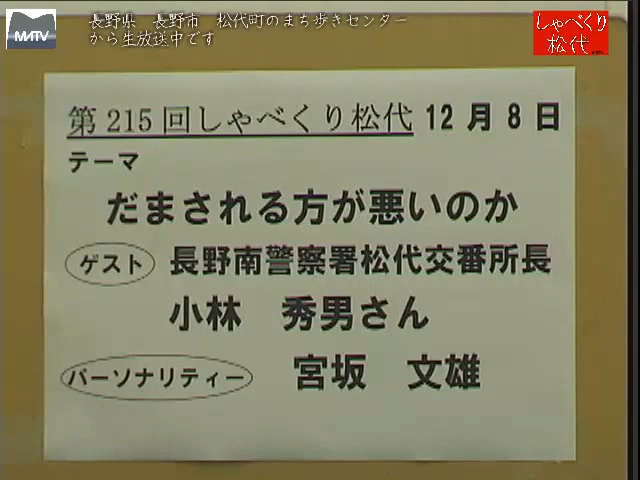 MATV
長野県　長野市　松代町のまち歩きセンター
から生放送中です
しゃべくり
松代
第215回しゃべくり松代 12月8日
テーマ
だまされる方が悪いのか
ゲスト 長野南警察署松代交番所長
小林　秀男さん
パーソナリティー 宮坂　文雄